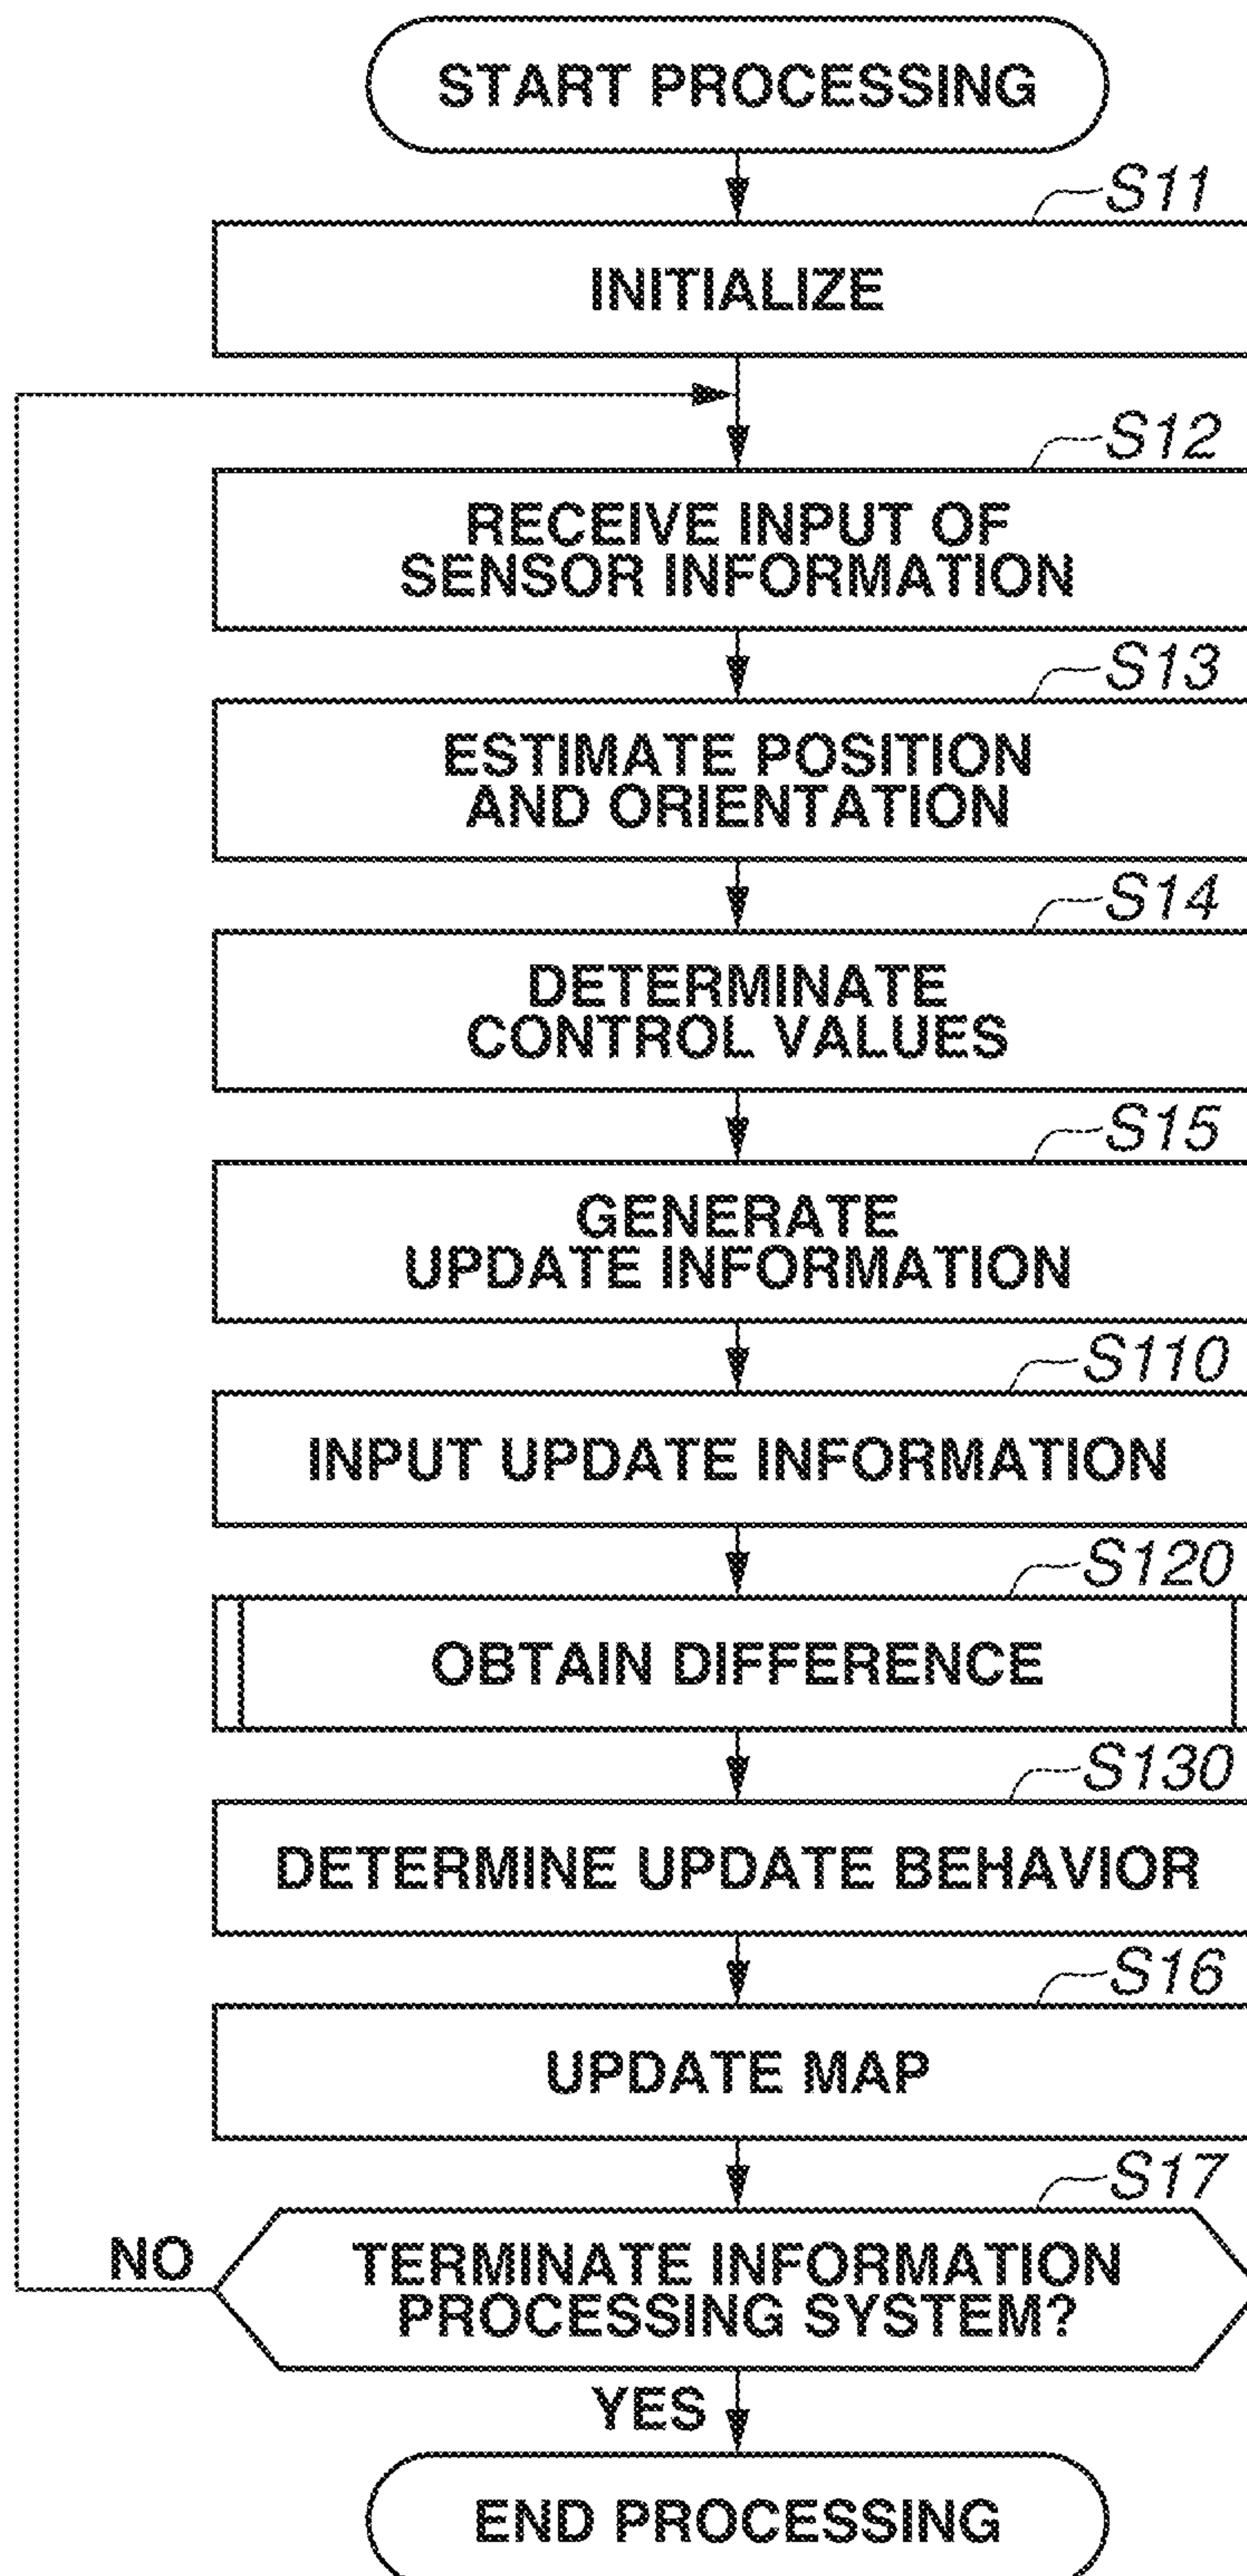 START PROCESSING
S11
INITIALIZE
S12
RECEIVE INPUT OF
SENSOR INFORMATION
S13
ESTIMATE POSITION
AND ORIENTATION
S14
DETERMINATE
CONTROL VALUES
S15
GENERATE
UPDATE INFORMATION
S110
INPUT UPDATE INFORMATION
S120
OBTAIN DIFFERENCE
S130
DETERMINE UPDATE BEHAVIOR
S16
UPDATE MAP
S17
NO
TERMINATE INFORMATION
PROCESSING SYSTEM?
YES
END PROCESSING